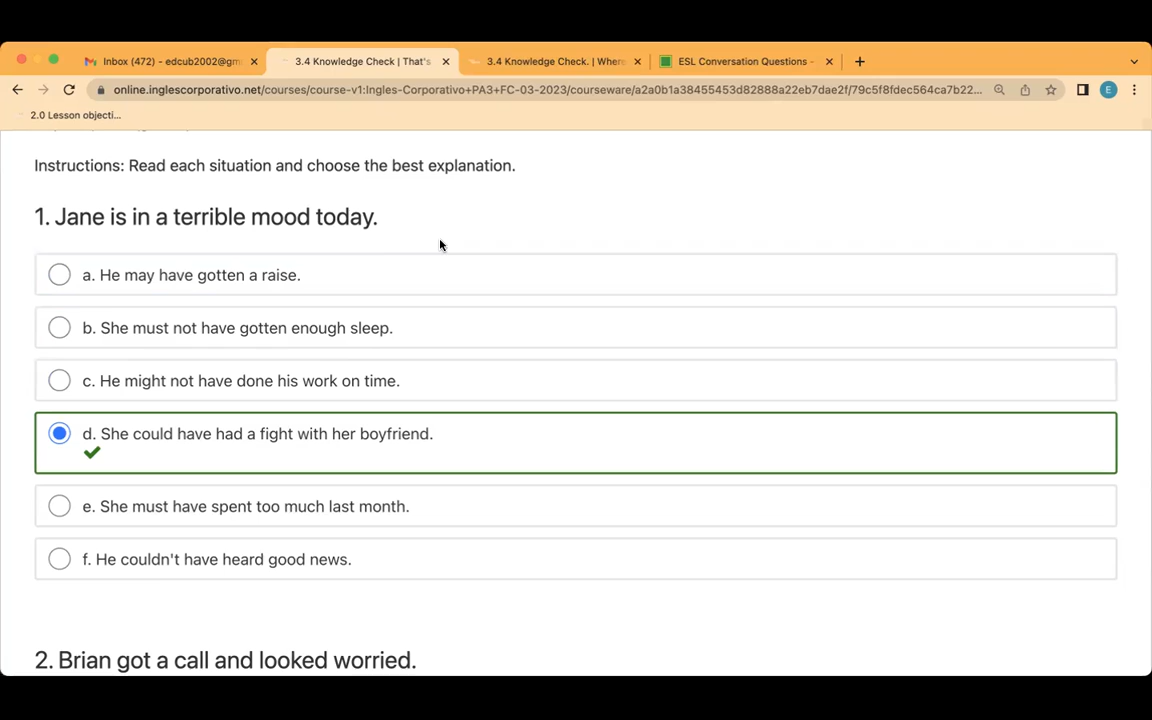 Inbox (472) - edcub2002@gm
3.4 Knowledge Check | That's
3.4 Knowledge Check. | Where
ESL Conversation Questions -
online.inglescorporativo.net/courses/course-v1:Ingles-Corporativo+PA3+FC-03-2023/courseware/a2a0b1a38455453d82888a22eb7dae2f/79c5f8fdec564ca7b22...
E
2.0 Lesson objecti...
Instructions: Read each situation and choose the best explanation.
1. Jane is in a terrible mood today.
a. He may have gotten a raise.
b. She must not have gotten enough sleep.
c. He might not have done his work on time.
d. She could have had a fight with her boyfriend.
e. She must have spent too much last month.
f. He couldn't have heard good news.
2. Brian got a call and looked worried.